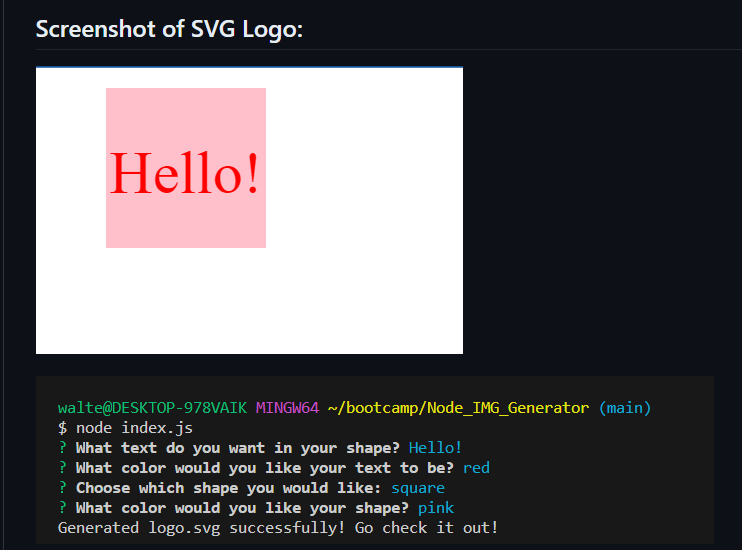 Screenshot of SVG Logo:
Hello!
walte@DESKTOP-978VAIK MINGW64 ~/bootcamp/Node_IMG_Generator (main)
$ node index.js
? What text do you want in your shape? Hello!
? What color would you like your text to be? red
? Choose which shape you would like: square
? What color would you like your shape? pink
Generated logo.svg successfully! Go check it out!